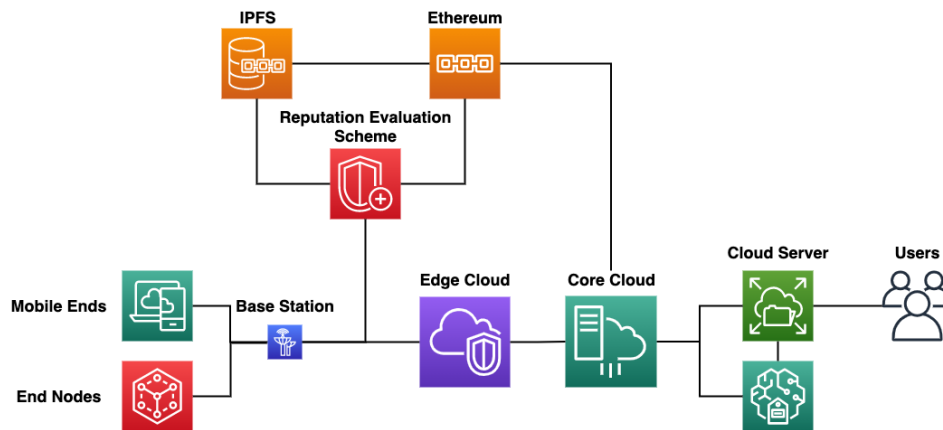 IPFS
Ethereum
Reputation Evaluation
Scheme
Mobile Ends
Base Station
Edge Cloud
Core Cloud
Cloud Server
Users
End Nodes